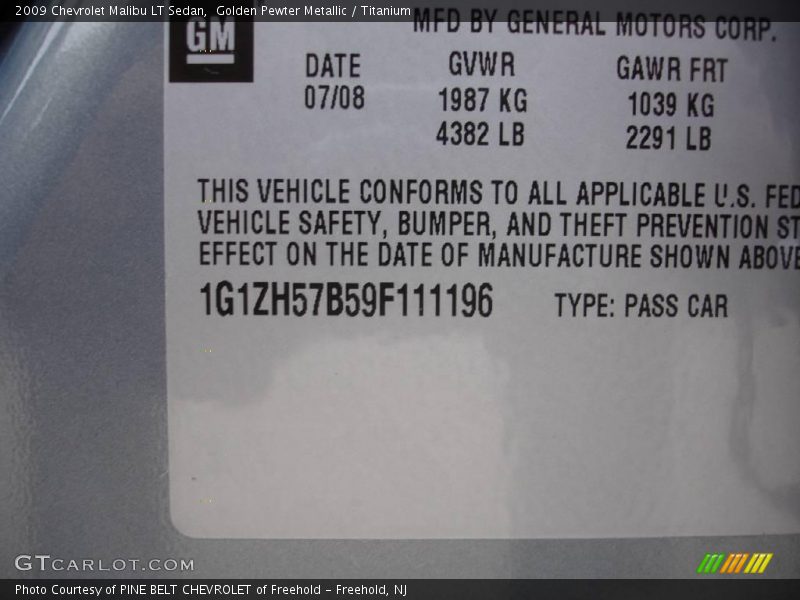 2009 Chevrolet Malibu LT Sedan, Golden Pewter Metallic / Titanium
GM
MFD BY GENERAL MOTORS CORP.
DATE GVWR GAWR FRT
07/08 1987 KG 1039 KG
4382 LB 2291 LB
THIS VEHICLE CONFORMS TO ALL APPLICABLE U.S. FED
VEHICLE SAFETY, BUMPER, AND THEFT PREVENTION ST
EFFECT ON THE DATE OF MANUFACTURE SHOWN ABOVE
1G1ZH57B59F111196 TYPE: PASS CAR
GTCARLOT.COM
Photo Courtesy of PINE BELT CHEVROLET of Freehold - Freehold, NJ